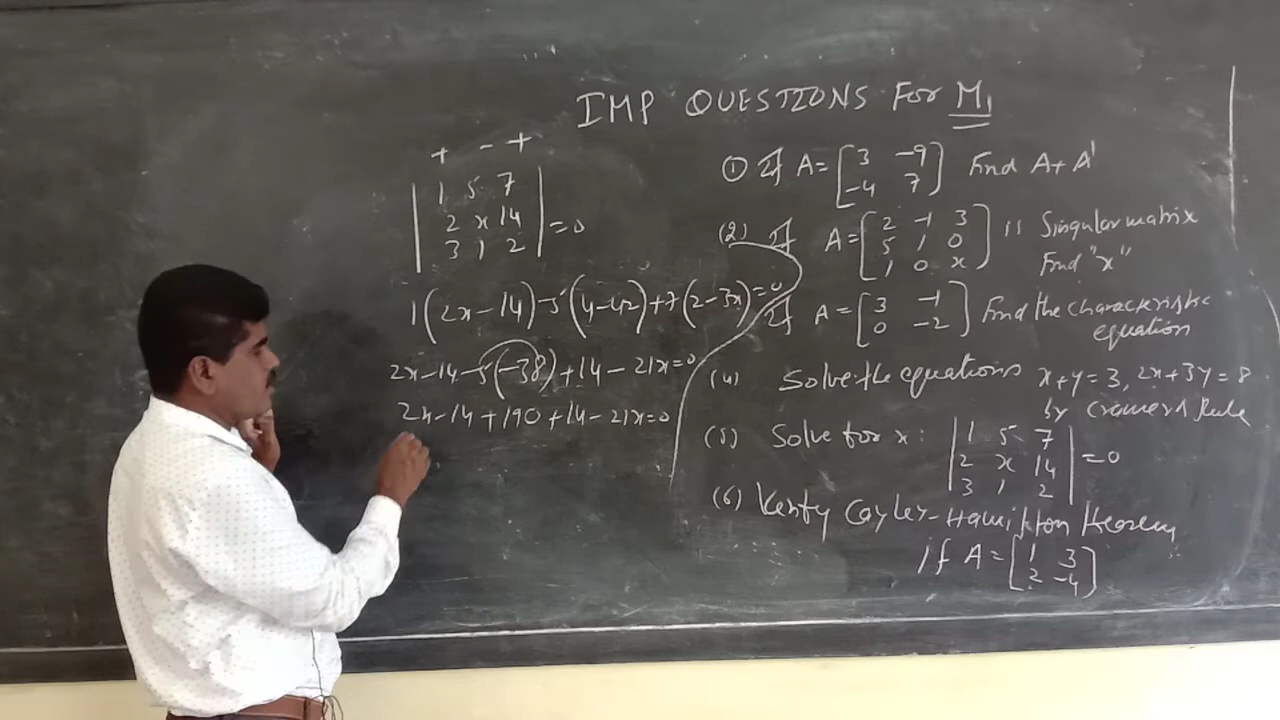 IMP QUESTIONS FOR M1
+ - +
1 5 7
2 x 14 = 0
3 1 2
1(2x-14)-5(4-42)+7(2-3x)=0
2x-14-5(-38)+14-21x=0
2x-14+190+14-21x=0
(1) If A= [3 -9] Find A+A'
-4 7
(2) If A= [2 -1 3] is Singular matrix
5 1 0
1 0 x Find "x"
If A= [3 -1] Find the characteristic
0 -2 equation
(4) Solve the equations x+y=3, 2x+3y=8
by Cramer's Rule
(5) Solve for x: 1 5 7
2 x 14 =0
3 1 2
(6) Verify Cayley-Hamilton theorem
if A= [1 3]
2 -4